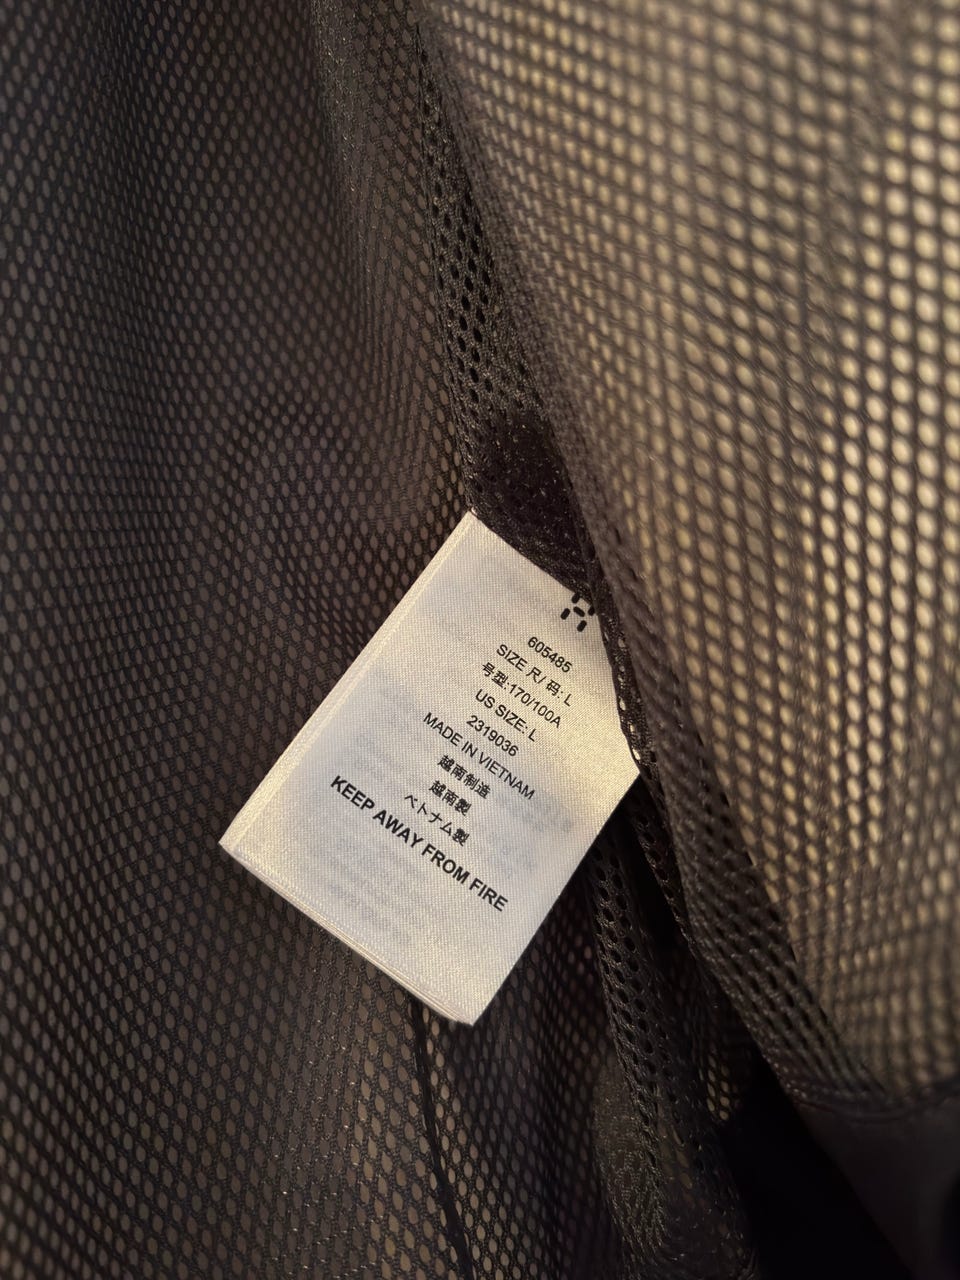 605485
SIZE 尺/ 码: L
号型:170/100A
US SIZE: L
2319036
MADE IN VIETNAM
越南制造
越南製
ベトナム製
KEEP AWAY FROM FIRE